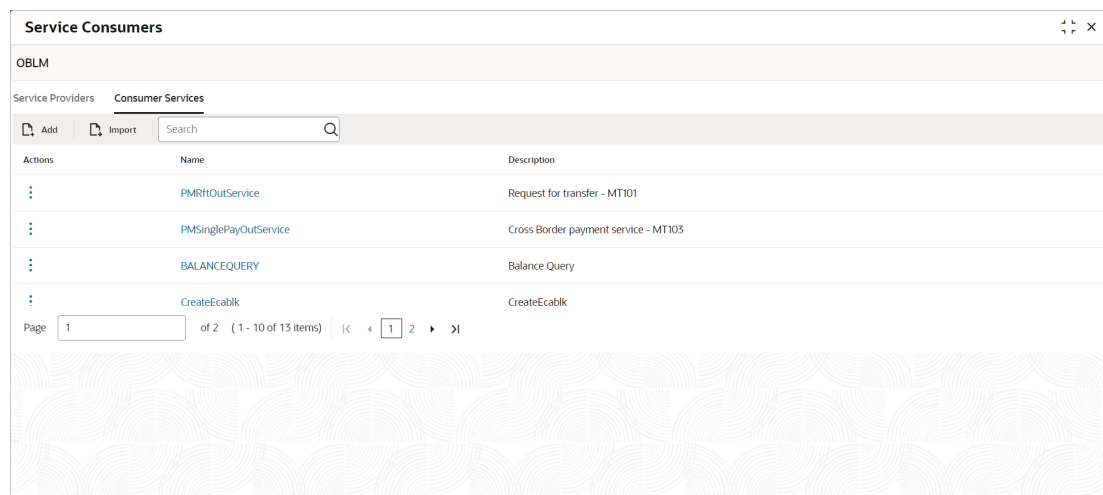 Service Consumers
OBLM
Service Providers Consumer Services
Add Import Search
Actions Name Description
PMRftOutService Request for transfer - MT101
PMSinglePayOutService Cross Border payment service - MT103
BALANCEQUERY Balance Query
CreateEcablk CreateEcablk
Page 1 of 2 ( 1 - 10 of 13 items) 1 2